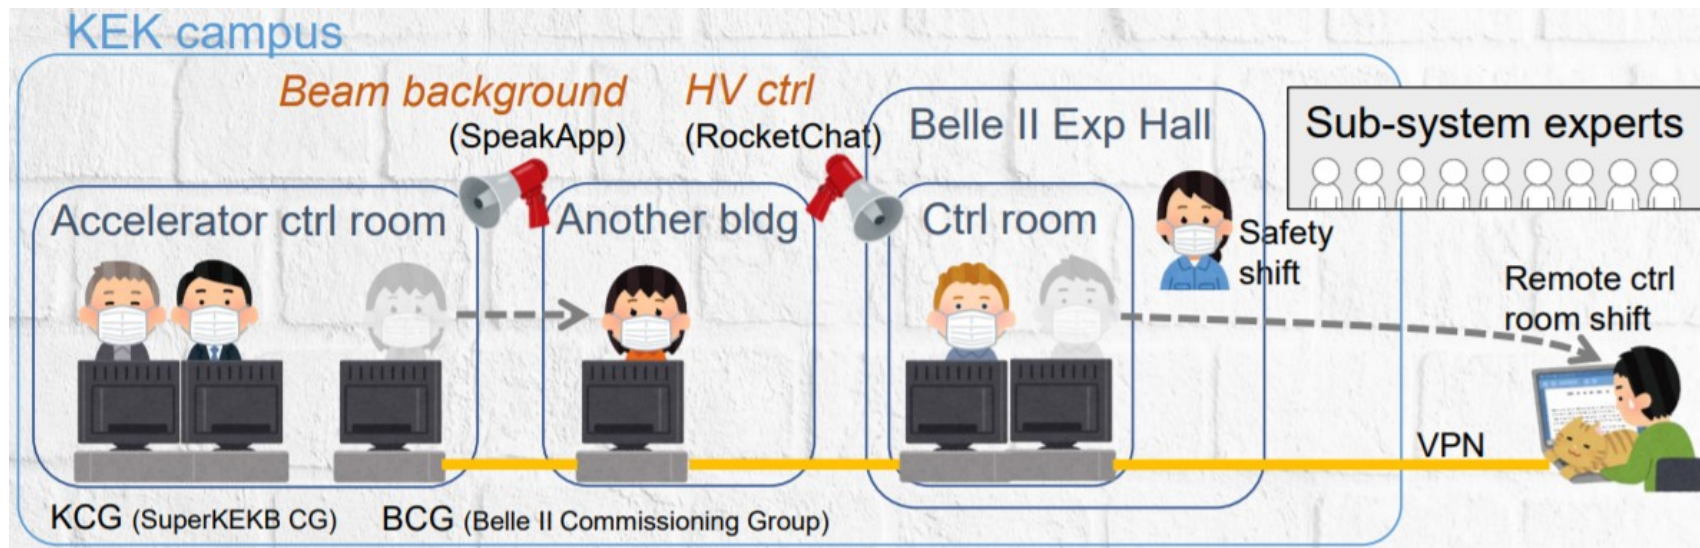 KEK campus
Beam background
(SpeakApp)
HV ctrl
(RocketChat)
Belle II Exp Hall
Sub-system experts
Accelerator ctrl room
Another bldg
Ctrl room
Safety
shift
Remote ctrl
room shift
VPN
KCG (SuperKEKB CG)
BCG (Belle II Commissioning Group)